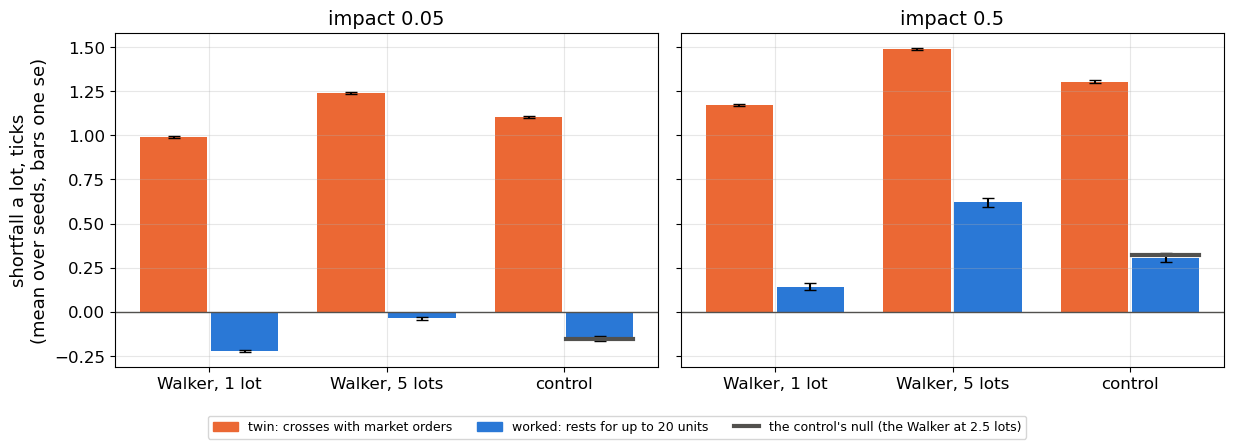 impact 0.05
impact 0.5
shortfall a lot, ticks
(mean over seeds, bars one se)
1.50
1.25
1.00
0.75
0.50
0.25
0.00
−0.25
Walker, 1 lot
Walker, 5 lots
control
Walker, 1 lot
Walker, 5 lots
control
twin: crosses with market orders
worked: rests for up to 20 units
the control's null (the Walker at 2.5 lots)